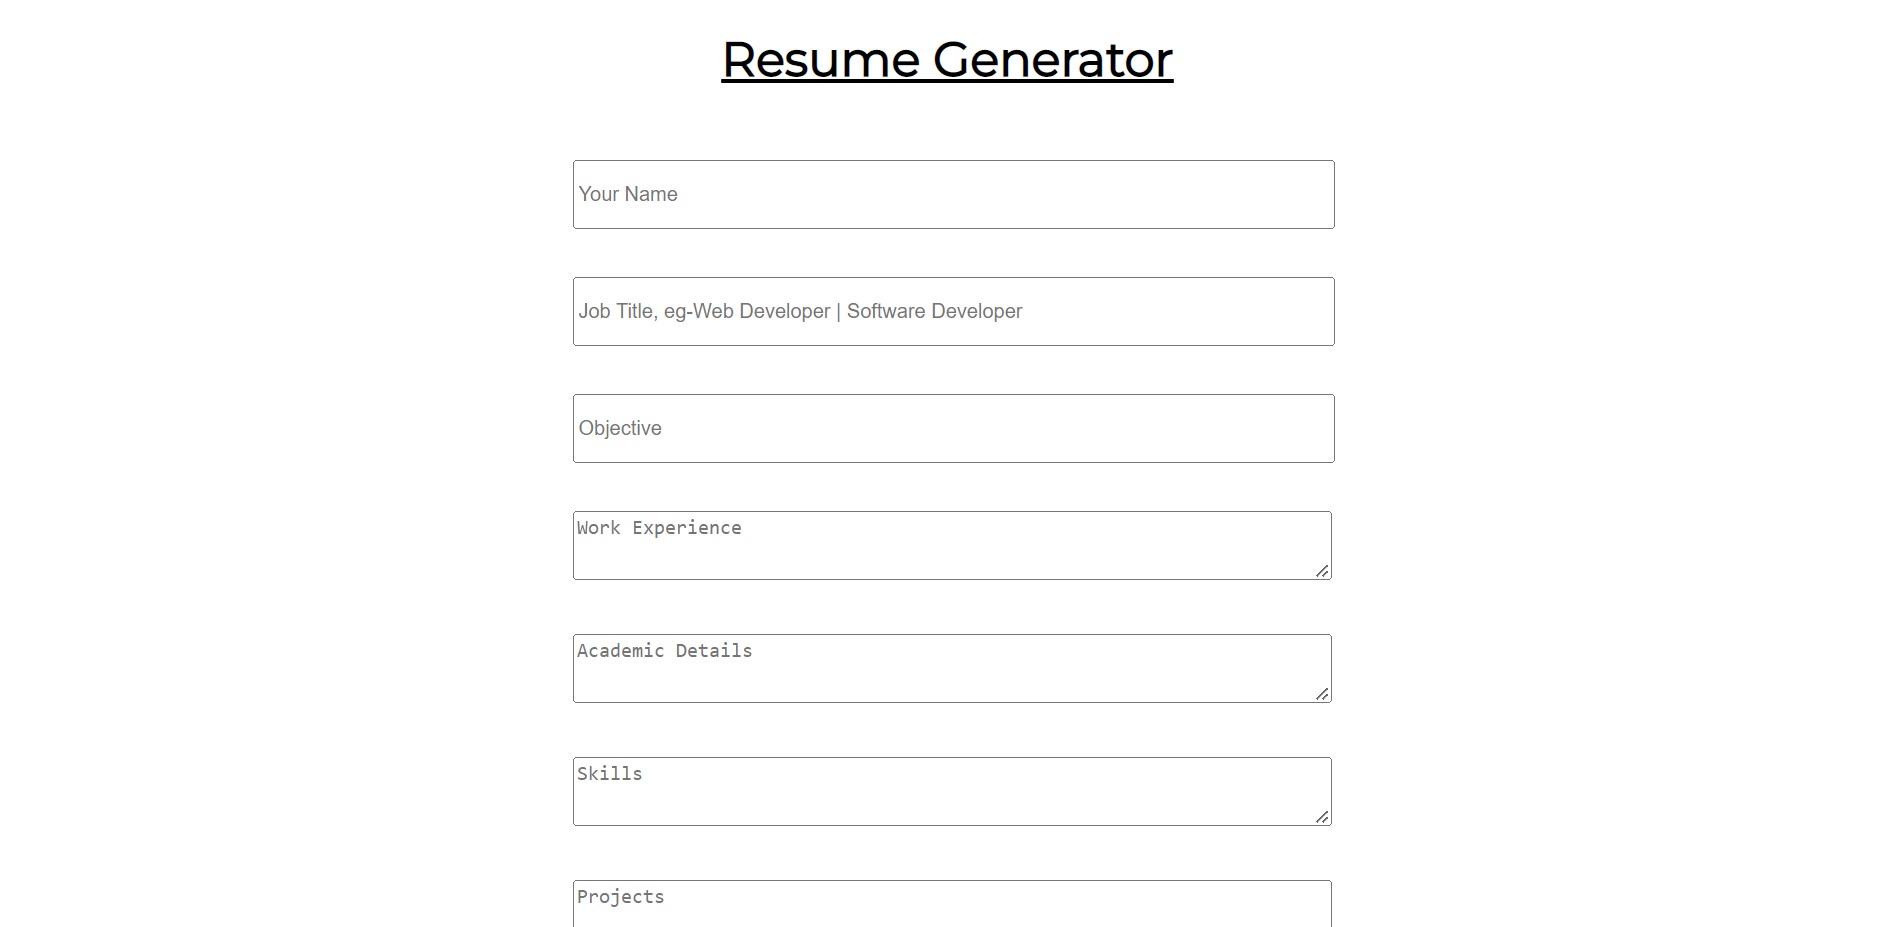 Resume Generator
Your Name
Job Title, eg-Web Developer | Software Developer
Objective
Work Experience
Academic Details
Skills
Projects